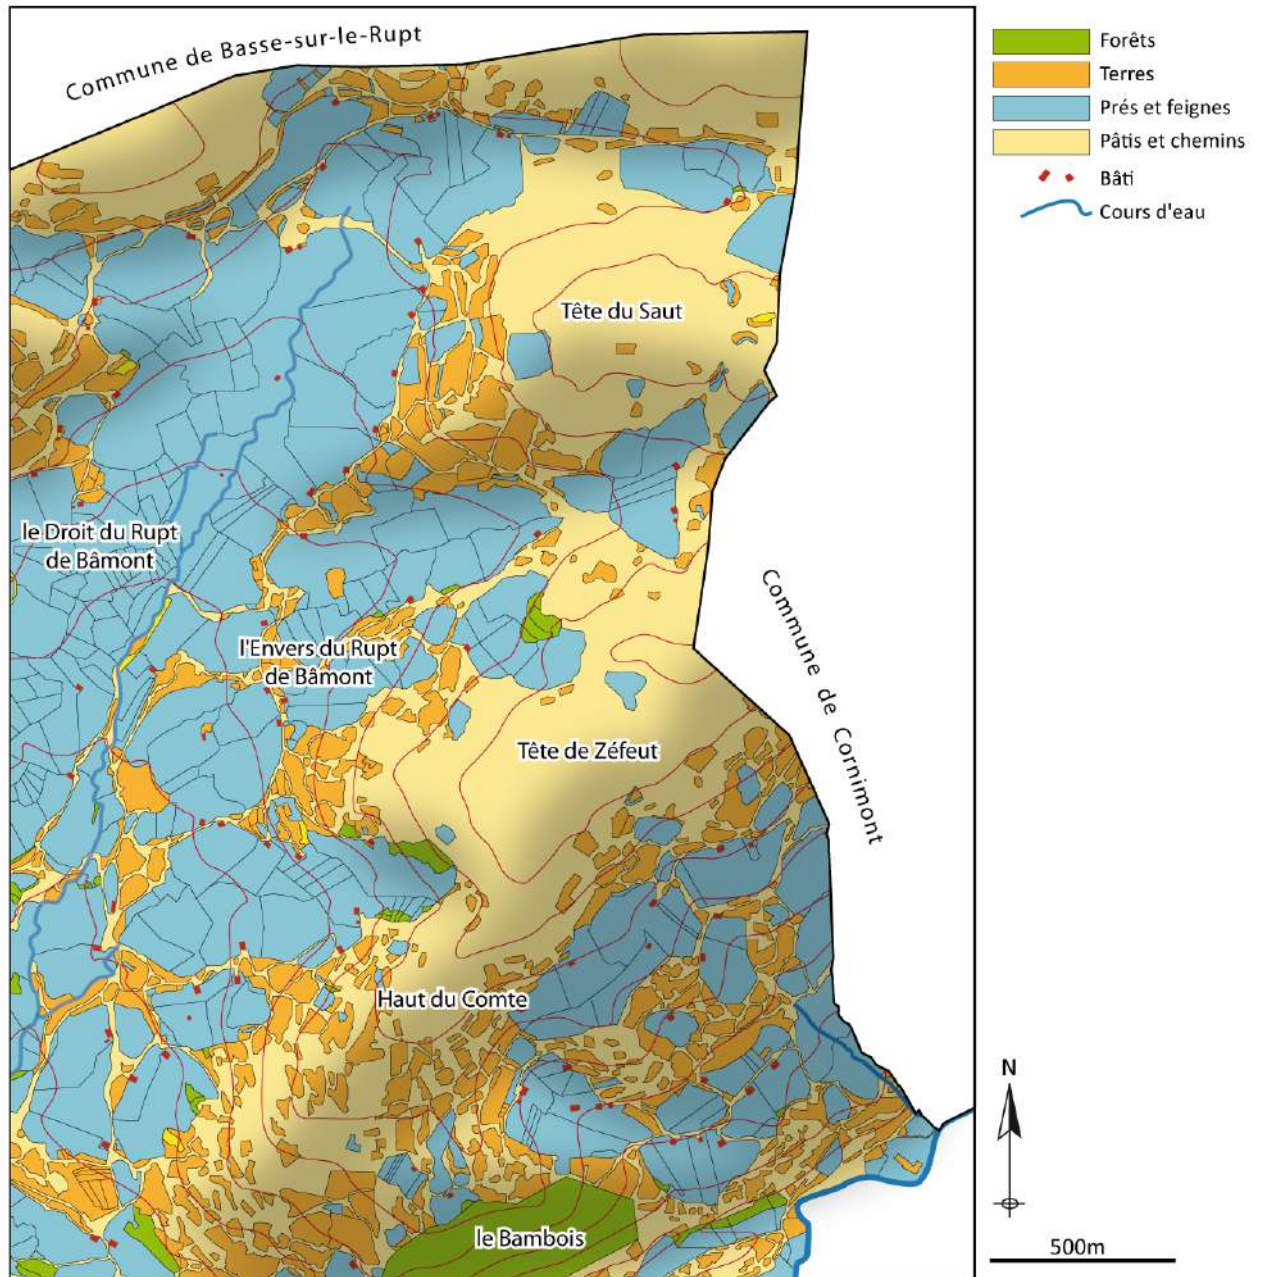 Commune de Basse-sur-le-Rupt
Forêts
Terres
Prés et feignes
Pâtis et chemins
Bâti
Cours d'eau
Tête du Saut
le Droit du Rupt
de Bâmont
Commune de Cornimont
l'Envers du Rupt
de Bâmont
Tête de Zéfeut
Haut du Comte
N
le Bambois
500m